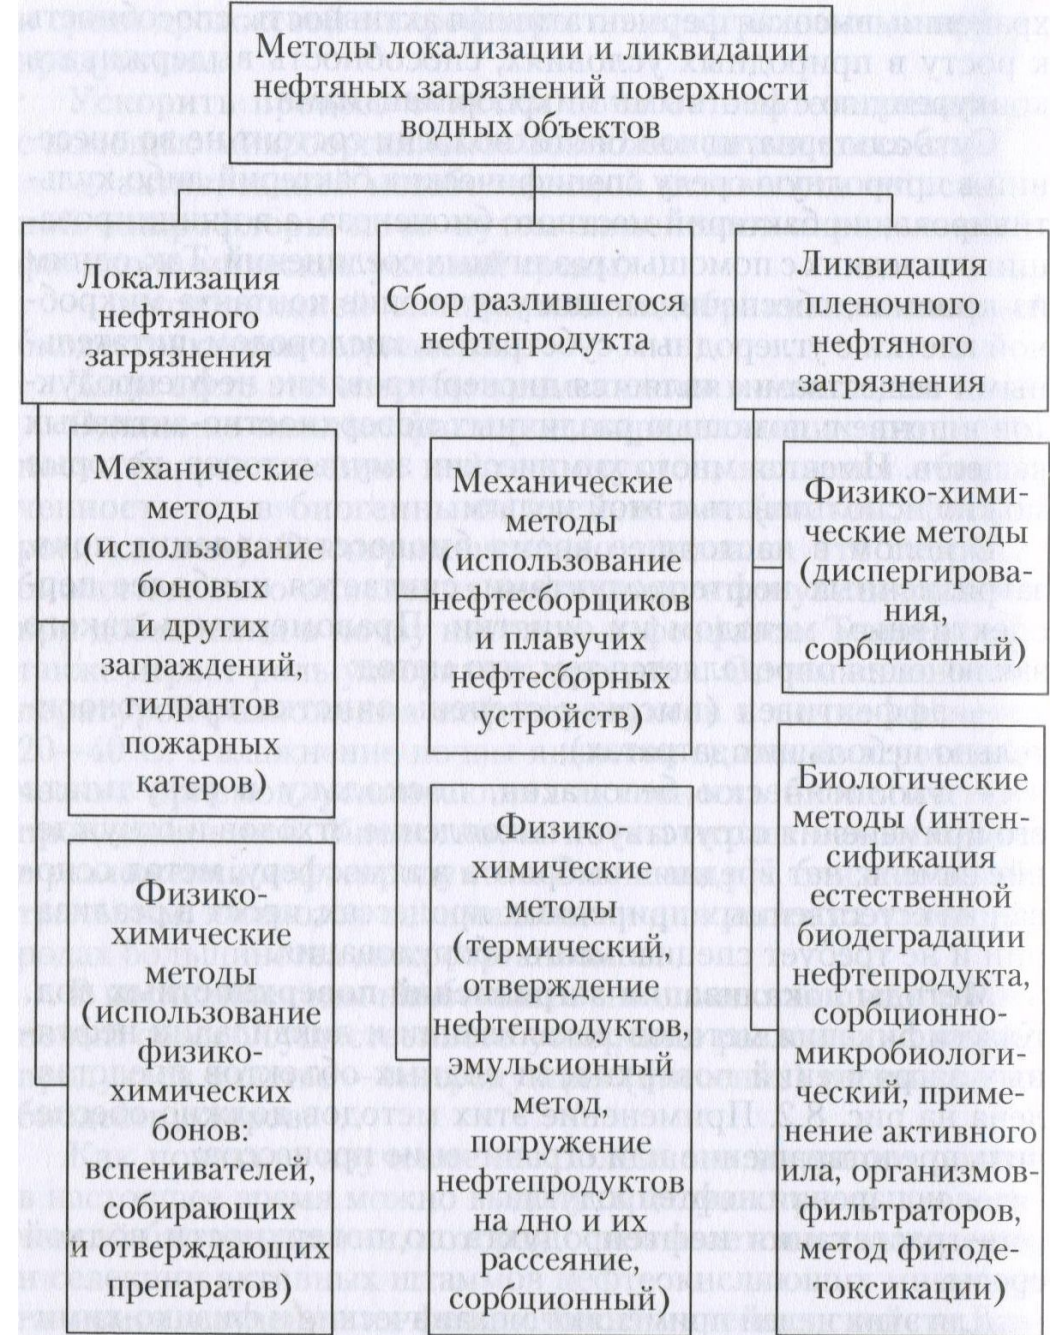 Методы локализации и ликвидации
нефтяных загрязнений поверхности
водных объектов
Локализация
нефтяного
загрязнения
Сбор разлившегося
нефтепродукта
Ликвидация
пленочного
нефтяного
загрязнения
Механические
методы
(использование
боновых
и других
заграждений,
гидрантов
пожарных
катеров)
Физико-
химические
методы
(использование
физико-
химических
бонов:
вспенивателей,
собирающих
и отверждающих
препаратов)
Механические
методы
(использование
нефтесборщиков
и плавучих
нефтесборных
устройств)
Физико-
химические
методы
(термический,
отверждение
нефтепродуктов,
эмульсионный
метод,
погружение
нефтепродуктов
на дно и их
рассеяние,
сорбционный)
Физико-хими-
ческие методы
(диспергирова-
ния,
сорбционный)
Биологические
методы (интен-
сификация
естественной
биодеградации
нефтепродукта,
сорбционно-
микробиологи-
ческий, приме-
нение активного
ила, организмов-
фильтраторов,
метод фитоде-
токсикации)